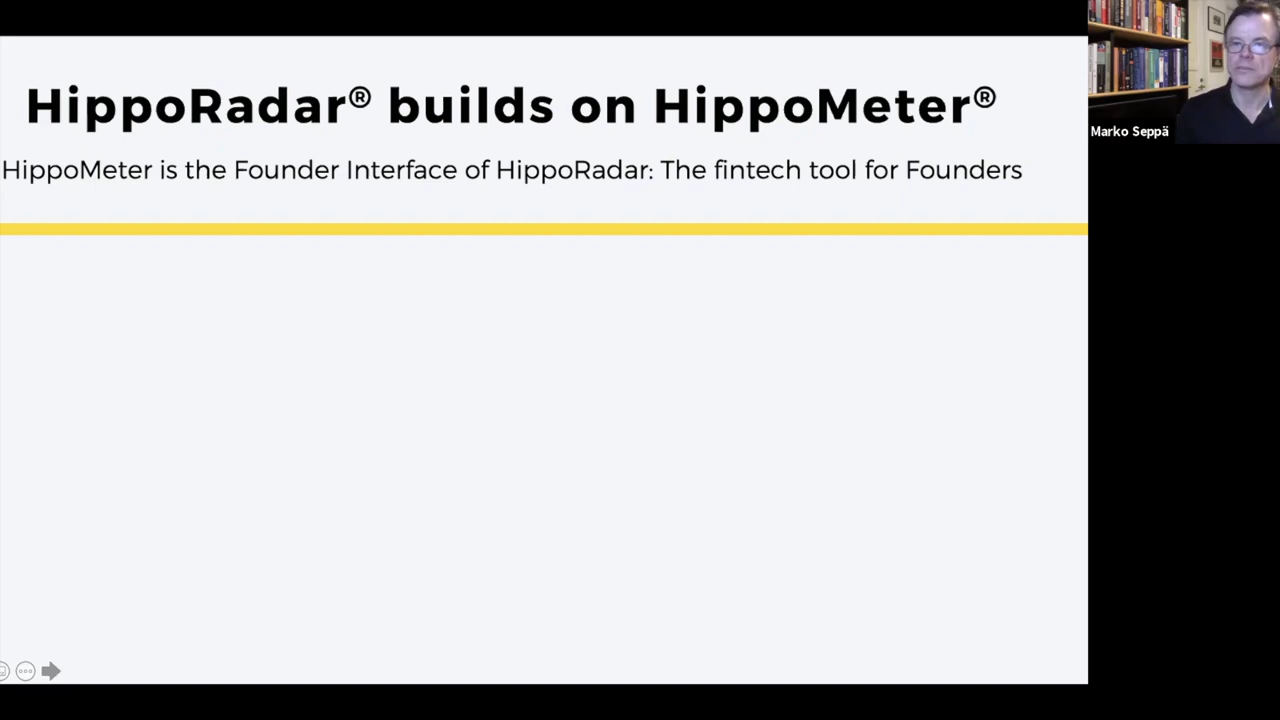 HippoRadar® builds on HippoMeter®
HippoMeter is the Founder Interface of HippoRadar: The fintech tool for Founders
Marko Seppä